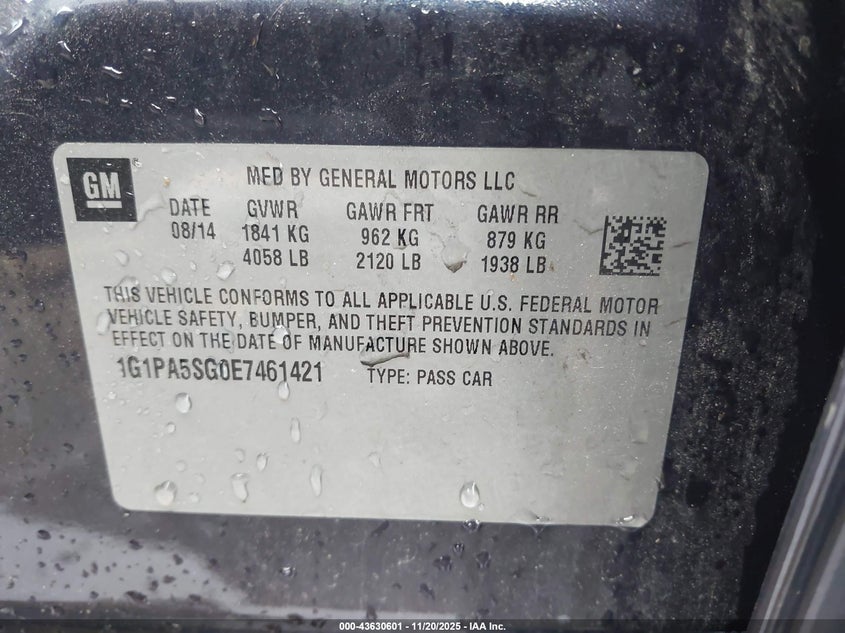 GM
MFD BY GENERAL MOTORS LLC
DATE GVWR GAWR FRT GAWR RR
08/14 1841 KG 962 KG 879 KG
4058 LB 2120 LB 1938 LB
THIS VEHICLE CONFORMS TO ALL APPLICABLE U.S. FEDERAL MOTOR
VEHICLE SAFETY, BUMPER, AND THEFT PREVENTION STANDARDS IN
EFFECT ON THE DATE OF MANUFACTURE SHOWN ABOVE.
1G1PA5SG0E7461421 TYPE: PASS CAR
000-43630601 - 11/20/2025 - IAA Inc.